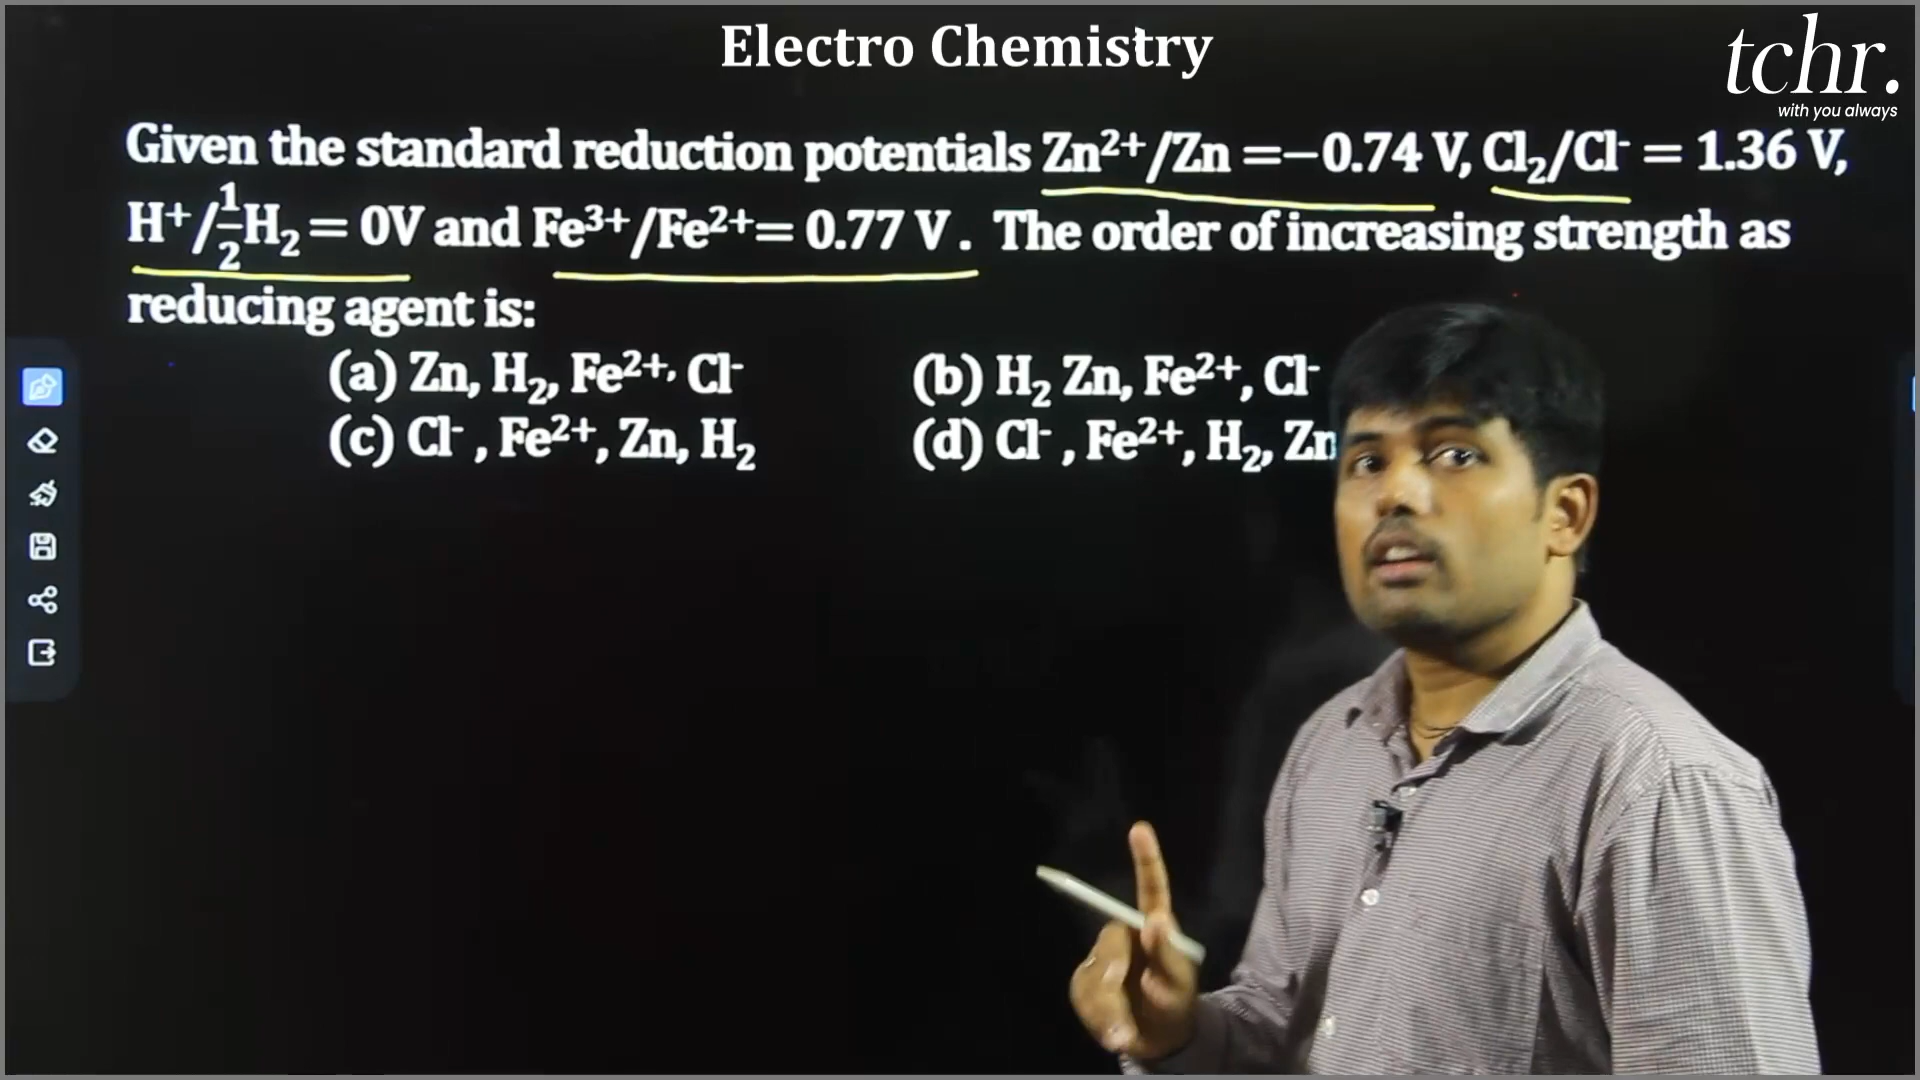 Electro Chemistry
tchr.
with you always
Given the standard reduction potentials Zn²⁺/Zn =−0.74 V, Cl₂/Cl⁻ = 1.36 V,
H⁺/½H₂ = 0V and Fe³⁺/Fe²⁺= 0.77 V . The order of increasing strength as
reducing agent is:
(a) Zn, H₂, Fe²⁺, Cl⁻ (b) H₂ Zn, Fe²⁺, Cl⁻
(c) Cl⁻ , Fe²⁺, Zn, H₂ (d) Cl⁻ , Fe²⁺, H₂, Zn